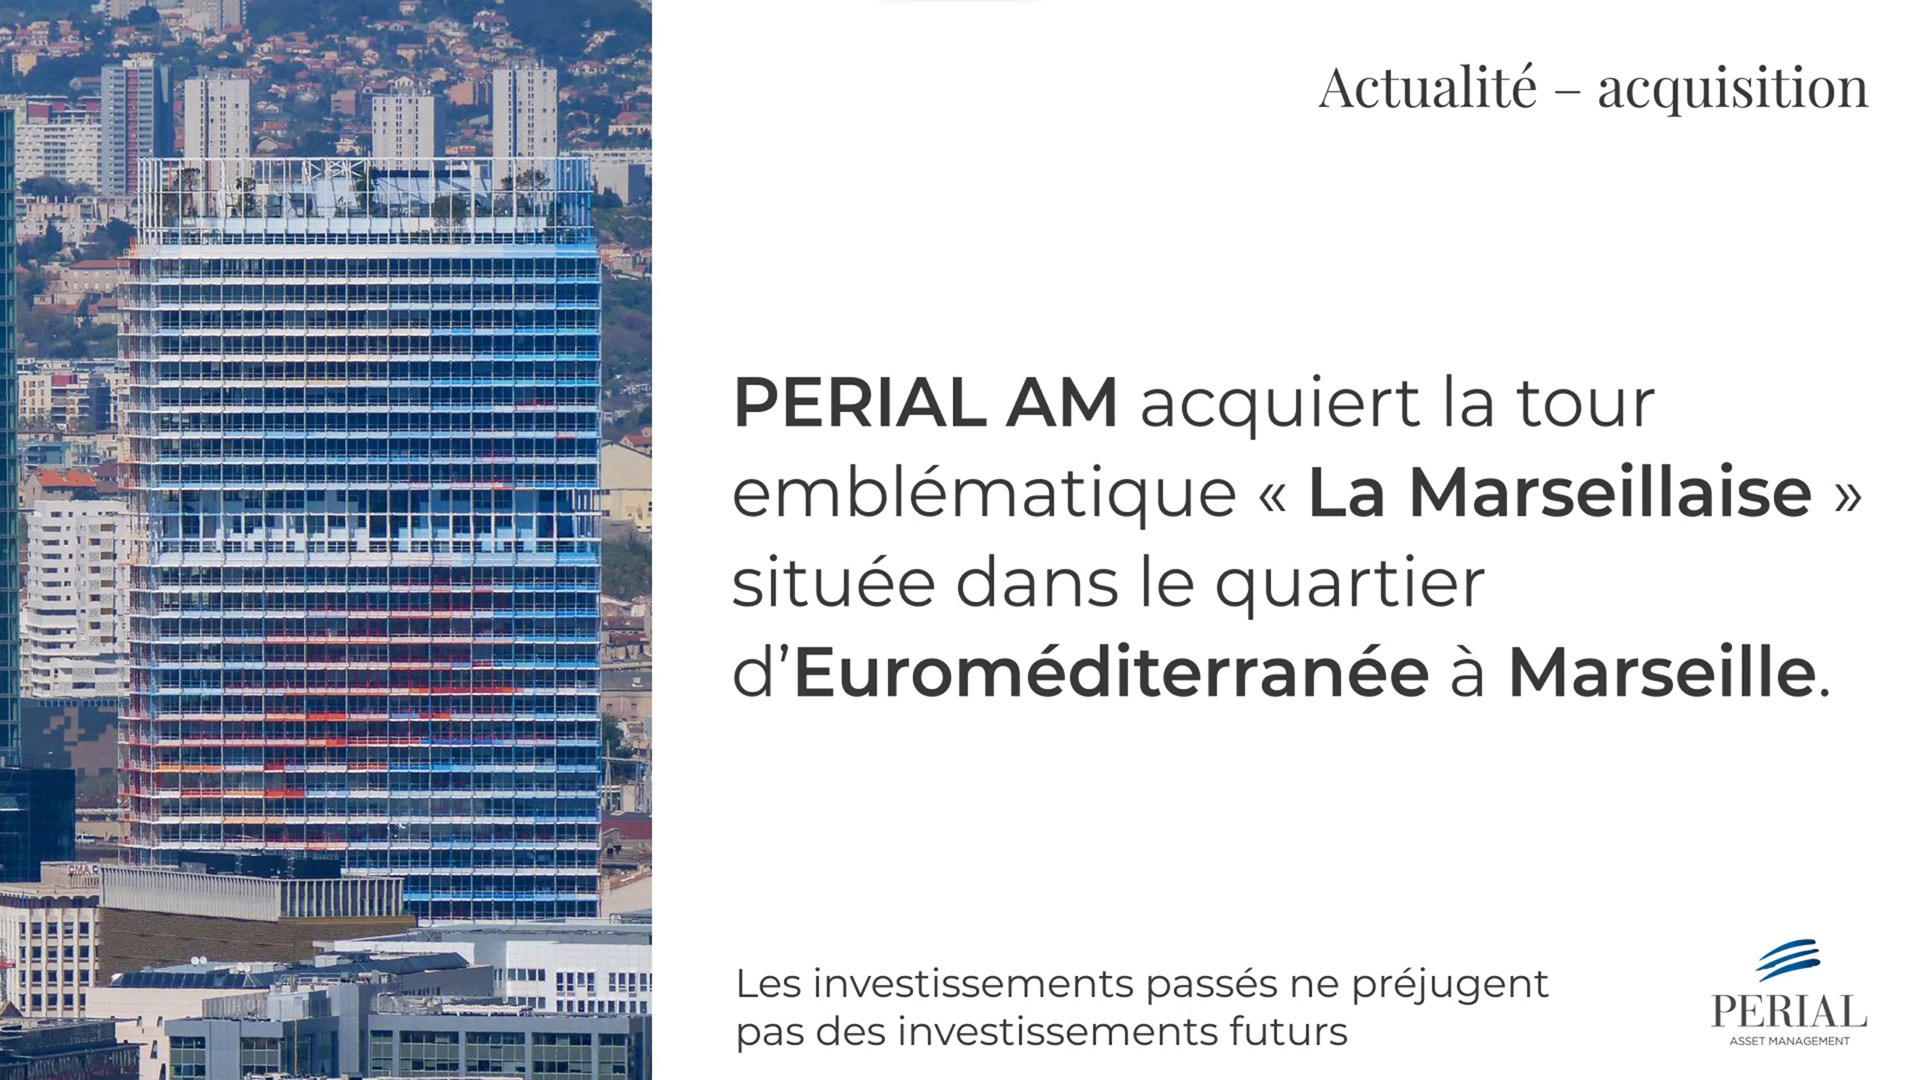 Actualité – acquisition
PERIAL AM acquiert la tour
emblématique « La Marseillaise »
située dans le quartier
d’Euroméditerranée à Marseille.
Les investissements passés ne préjugent
pas des investissements futurs
PERIAL
ASSET MANAGEMENT
CMA